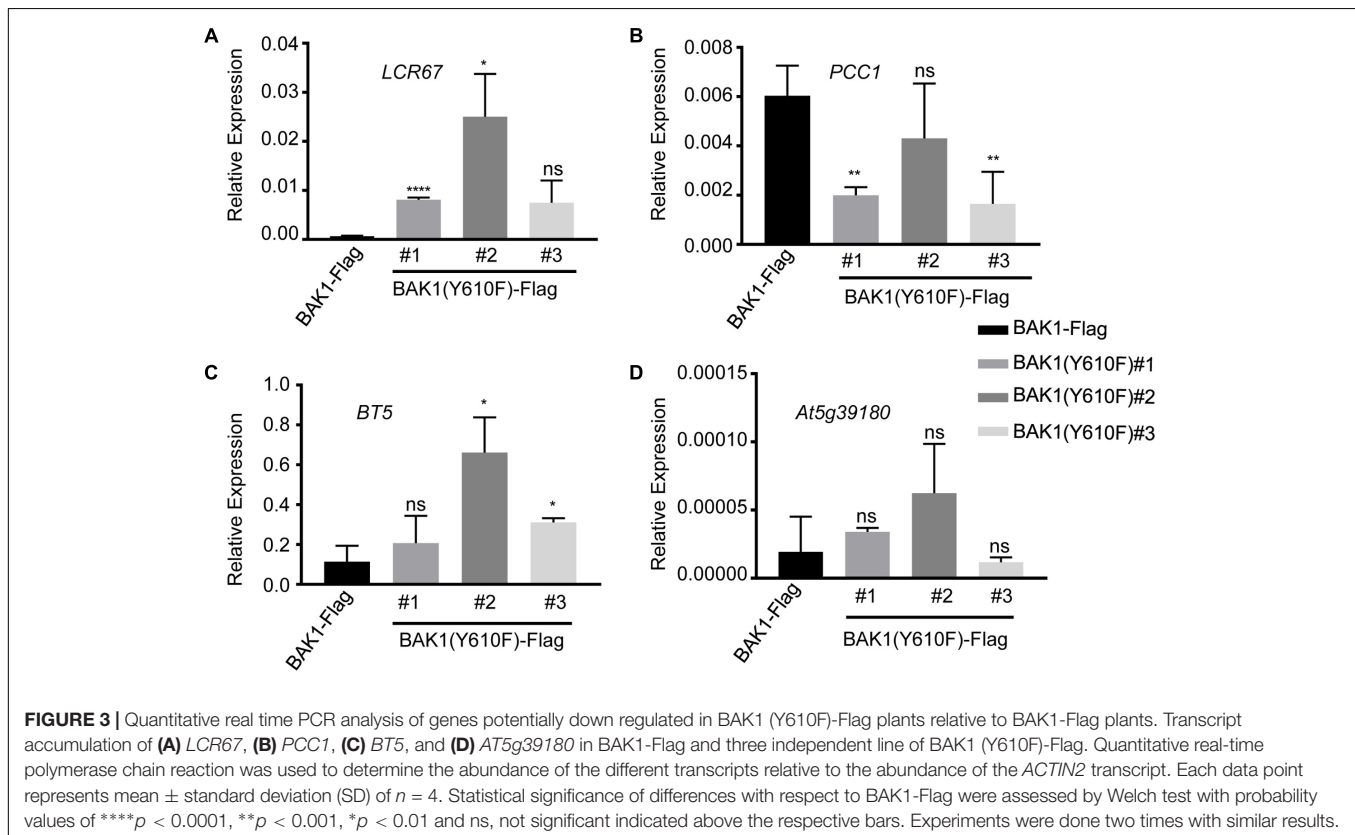 A
LCR67
Relative Expression
0.04
0.03
0.02
0.01
0.00
****
*
ns
BAK1-Flag
#1
#2
#3
BAK1(Y610F)-Flag
B
PCC1
Relative Expression
0.008
0.006
0.004
0.002
0.000
**
ns
**
BAK1-Flag
#1
#2
#3
BAK1(Y610F)-Flag
BAK1-Flag
BAK1(Y610F)#1
BAK1(Y610F)#2
BAK1(Y610F)#3
C
BT5
Relative Expression
1.0
0.8
0.6
0.4
0.2
0.0
ns
*
*
BAK1-Flag
#1
#2
#3
BAK1(Y610F)-Flag
D
At5g39180
Relative Expression
0.00015
0.00010
0.00005
0.00000
ns
ns
ns
BAK1-Flag
#1
#2
#3
BAK1(Y610F)-Flag
FIGURE 3 | Quantitative real time PCR analysis of genes potentially down regulated in BAK1 (Y610F)-Flag plants relative to BAK1-Flag plants. Transcript
accumulation of (A) LCR67, (B) PCC1, (C) BT5, and (D) AT5g39180 in BAK1-Flag and three independent line of BAK1 (Y610F)-Flag. Quantitative real-time
polymerase chain reaction was used to determine the abundance of the different transcripts relative to the abundance of the ACTIN2 transcript. Each data point
represents mean ± standard deviation (SD) of n = 4. Statistical significance of differences with respect to BAK1-Flag were assessed by Welch test with probability
values of ****p < 0.0001, **p < 0.001, *p < 0.01 and ns, not significant indicated above the respective bars. Experiments were done two times with similar results.